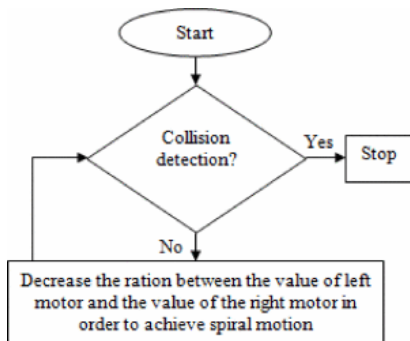 Start
Collision
detection?
Yes
Stop
No
Decrease the ration between the value of left
motor and the value of the right motor in
order to achieve spiral motion